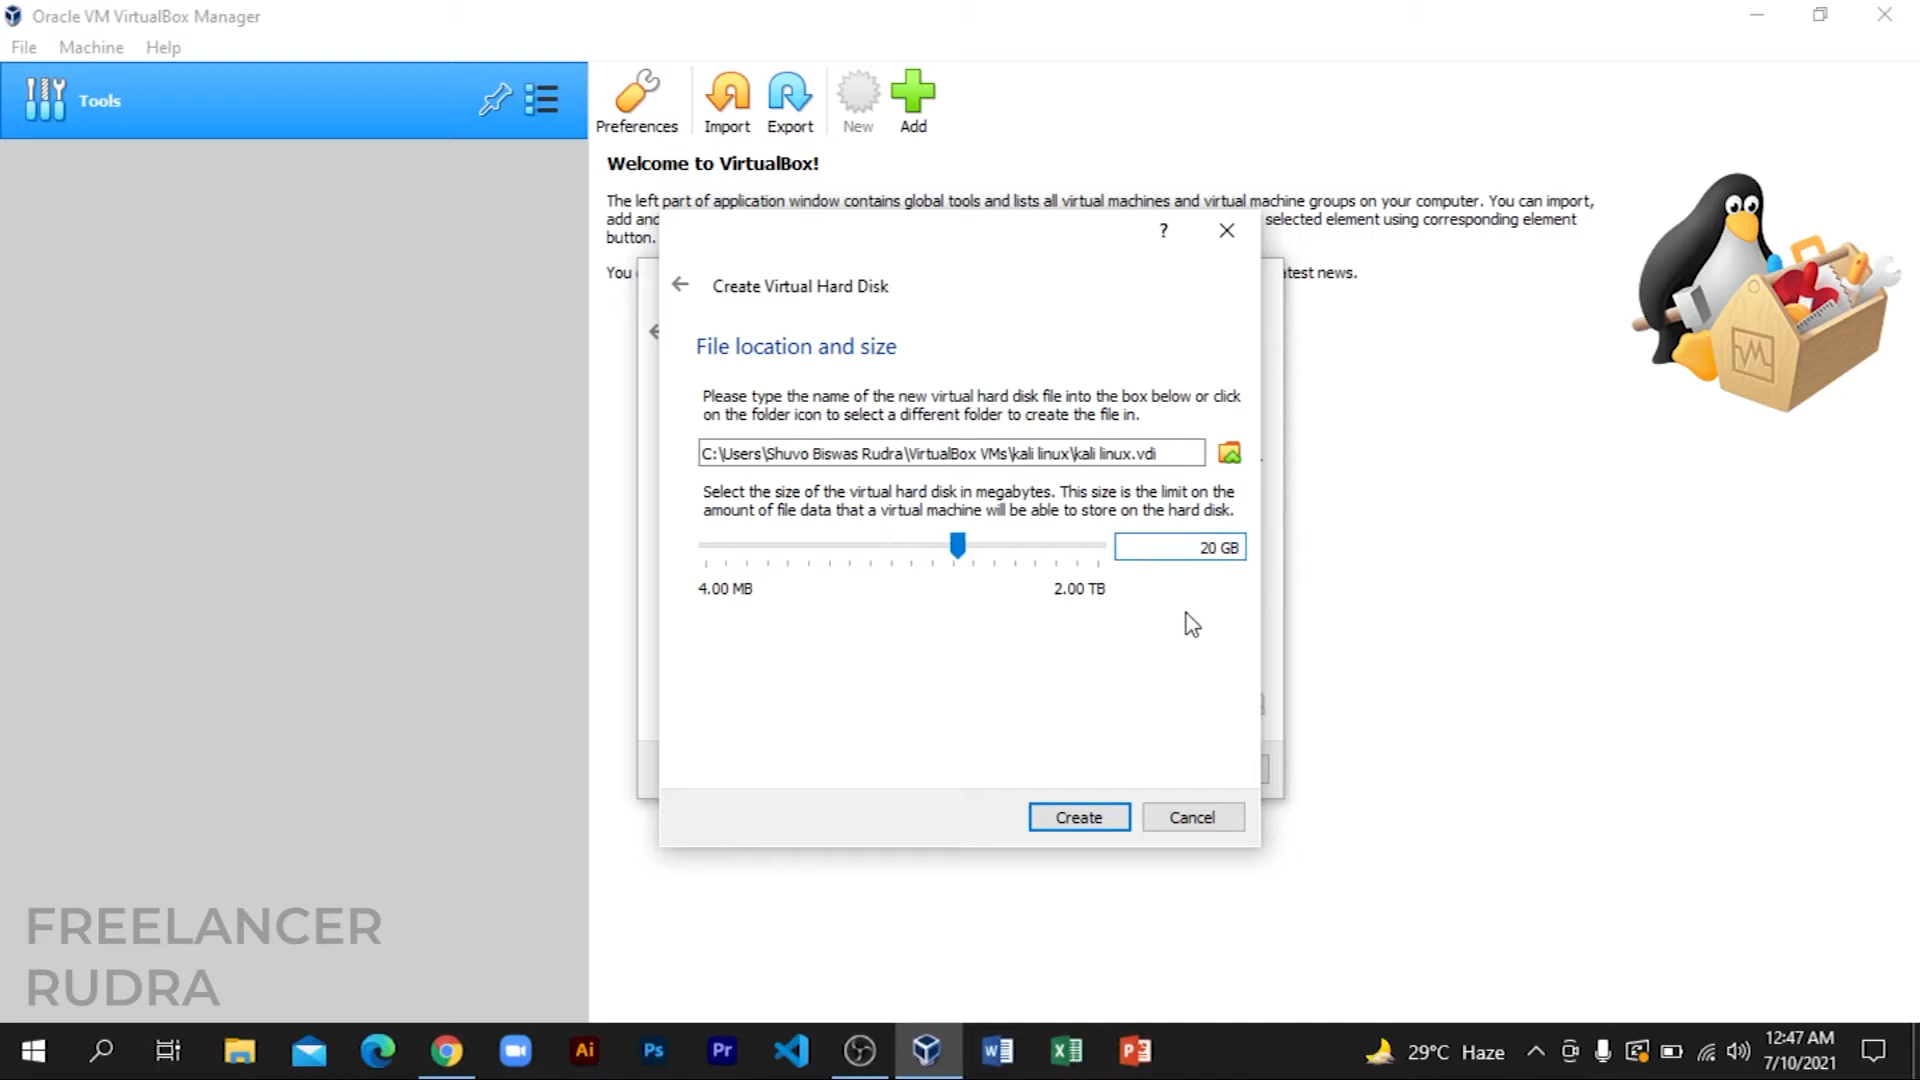 Oracle VM VirtualBox Manager
File Machine Help
Tools
Preferences Import Export New Add
Welcome to VirtualBox!
The left part of application window contains global tools and lists all virtual machines and virtual machine groups on your computer. You can import,
add and selected element using corresponding element
button.
You atest news.
?
Create Virtual Hard Disk
File location and size
Please type the name of the new virtual hard disk file into the box below or click
on the folder icon to select a different folder to create the file in.
C:\Users\Shuvo Biswas Rudra\VirtualBox VMs\kali linux\kali linux.vdi
Select the size of the virtual hard disk in megabytes. This size is the limit on the
amount of file data that a virtual machine will be able to store on the hard disk.
20 GB
4.00 MB 2.00 TB
Create Cancel
FREELANCER
RUDRA
Ai Ps Pr
29°C Haze
12:47 AM
7/10/2021